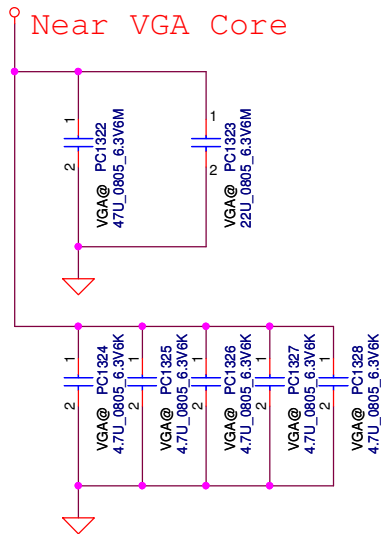 Near VGA Core
1
2
VGA@ PC1322
47U_0805_6.3V6M
1
2
VGA@ PC1323
22U_0805_6.3V6M
1
2
VGA@ PC1324
4.7U_0805_6.3V6K
1
2
VGA@ PC1325
4.7U_0805_6.3V6K
1
2
VGA@ PC1326
4.7U_0805_6.3V6K
1
2
VGA@ PC1327
4.7U_0805_6.3V6K
1
2
VGA@ PC1328
4.7U_0805_6.3V6K